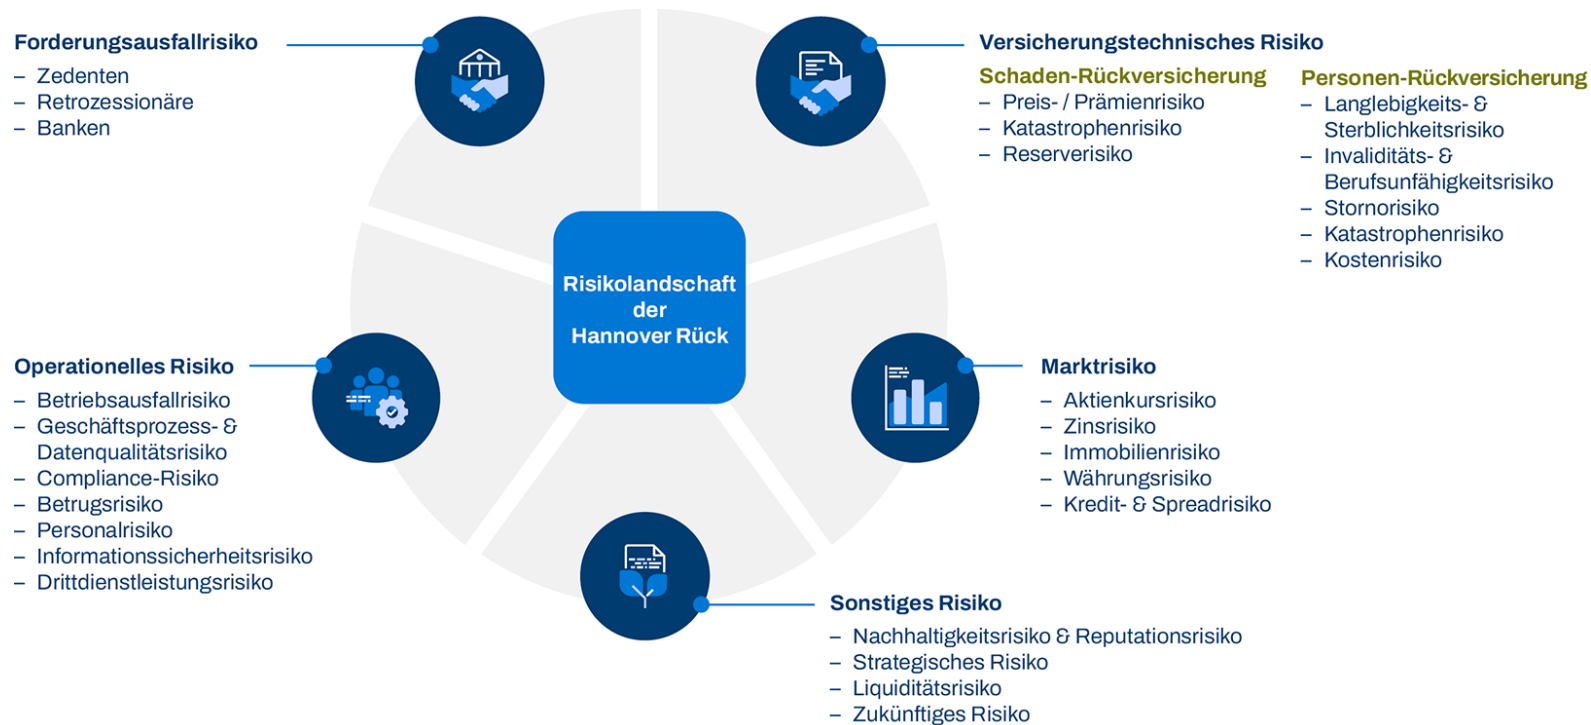 Forderungsausfallrisiko
– Zedenten
– Retrozessionäre
– Banken
Versicherungstechnisches Risiko
Schaden-Rückversicherung
– Preis- / Prämienrisiko
– Katastrophenrisiko
– Reserverisiko
Personen-Rückversicherung
– Langlebigkeits- &
Sterblichkeitsrisiko
– Invaliditäts- &
Berufsunfähigkeitsrisiko
– Stornorisiko
– Katastrophenrisiko
– Kostenrisiko
Risikolandschaft
der
Hannover Rück
Operationelles Risiko
– Betriebsausfallrisiko
– Geschäftsprozess- &
Datenqualitätsrisiko
– Compliance-Risiko
– Betrugsrisiko
– Personalrisiko
– Informationssicherheitsrisiko
– Drittdienstleistungsrisiko
Marktrisiko
– Aktienkursrisiko
– Zinsrisiko
– Immobilienrisiko
– Währungsrisiko
– Kredit- & Spreadrisiko
Sonstiges Risiko
– Nachhaltigkeitsrisiko & Reputationsrisiko
– Strategisches Risiko
– Liquiditätsrisiko
– Zukünftiges Risiko